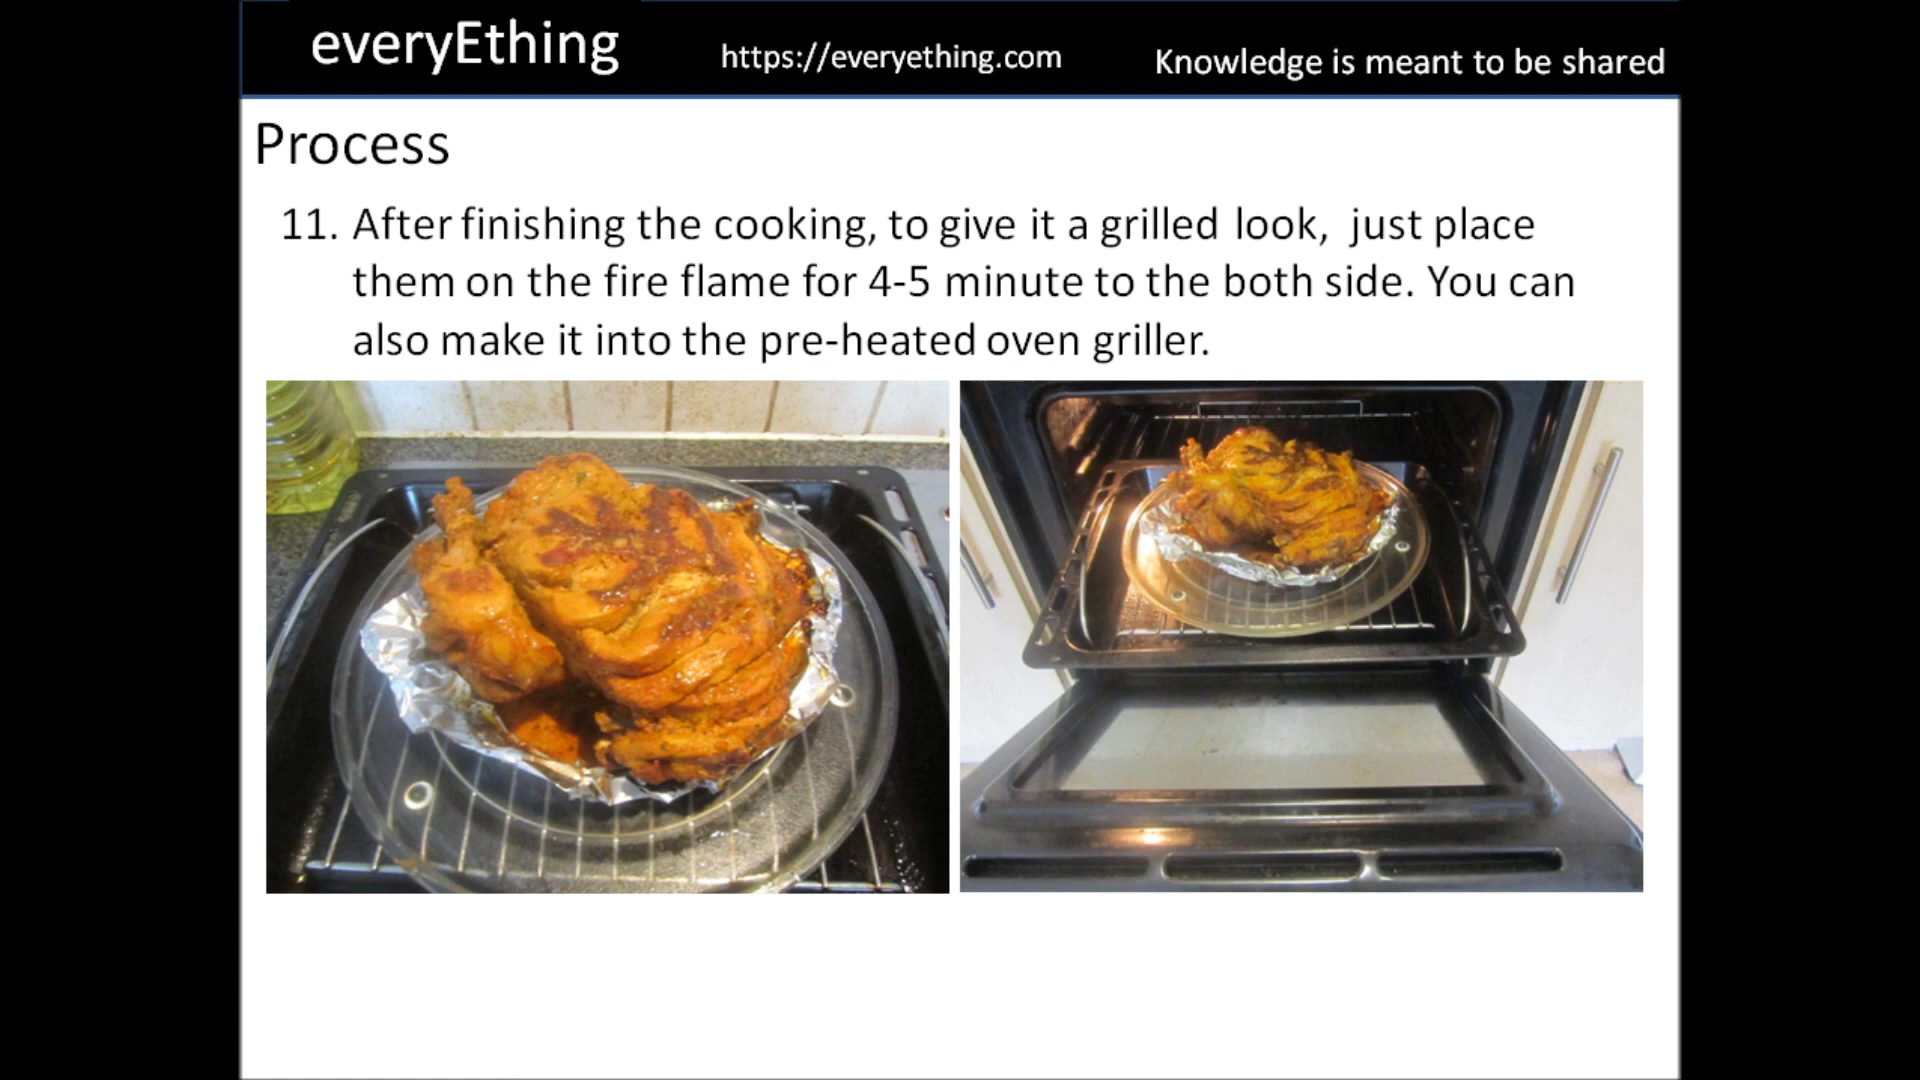 everyEthing
https://everyething.com
Knowledge is meant to be shared
Process
11. After finishing the cooking, to give it a grilled look, just place
them on the fire flame for 4-5 minute to the both side. You can
also make it into the pre-heated oven griller.